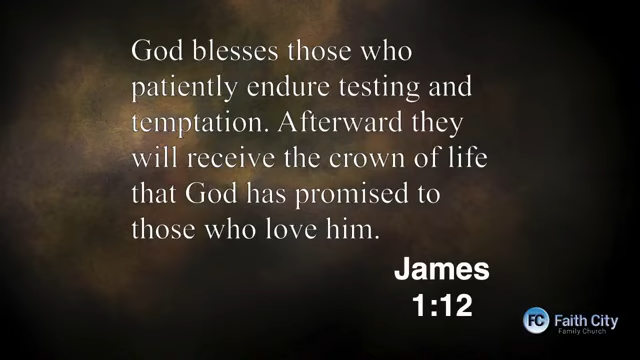 God blesses those who
patiently endure testing and
temptation. Afterward they
will receive the crown of life
that God has promised to
those who love him.
James
1:12
FC Faith City
Family Church